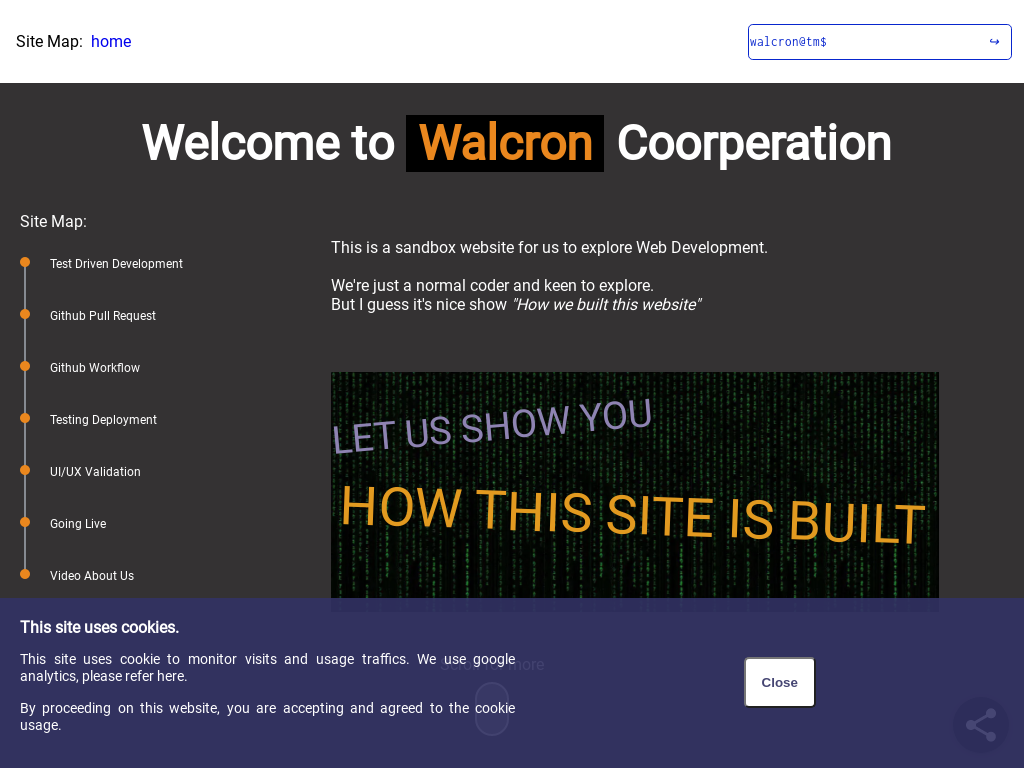 Site Map: home
walcron@tm$ ↪
Welcome to Walcron Coorperation
Site Map:
Test Driven Development
Github Pull Request
Github Workflow
Testing Deployment
UI/UX Validation
Going Live
Video About Us
This is a sandbox website for us to explore Web Development.
We're just a normal coder and keen to explore.
But I guess it's nice show "How we built this website"
LET US SHOW YOU
HOW THIS SITE IS BUILT
more
This site uses cookies.
This site uses cookie to monitor visits and usage traffics. We use google
analytics, please refer here.
By proceeding on this website, you are accepting and agreed to the cookie
usage.
Close